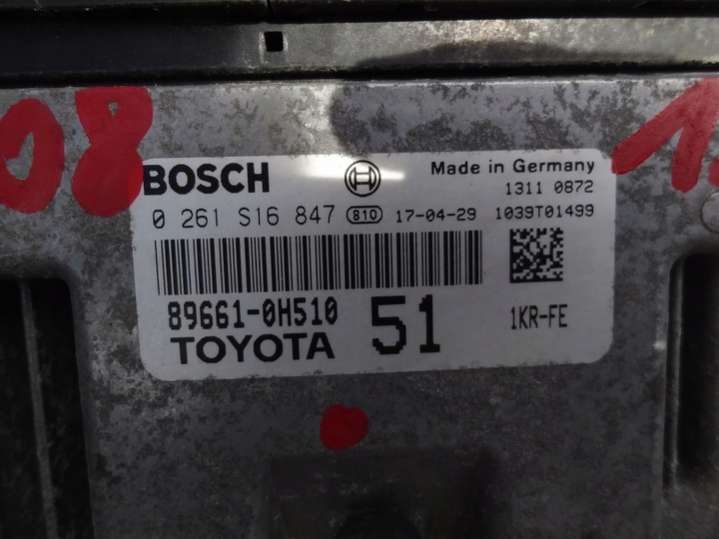 08
BOSCH
Made in Germany
1311 0872
0 261 S16 847 810 17-04-29 1039T01499
89661-0H510 51 1KR-FE
TOYOTA